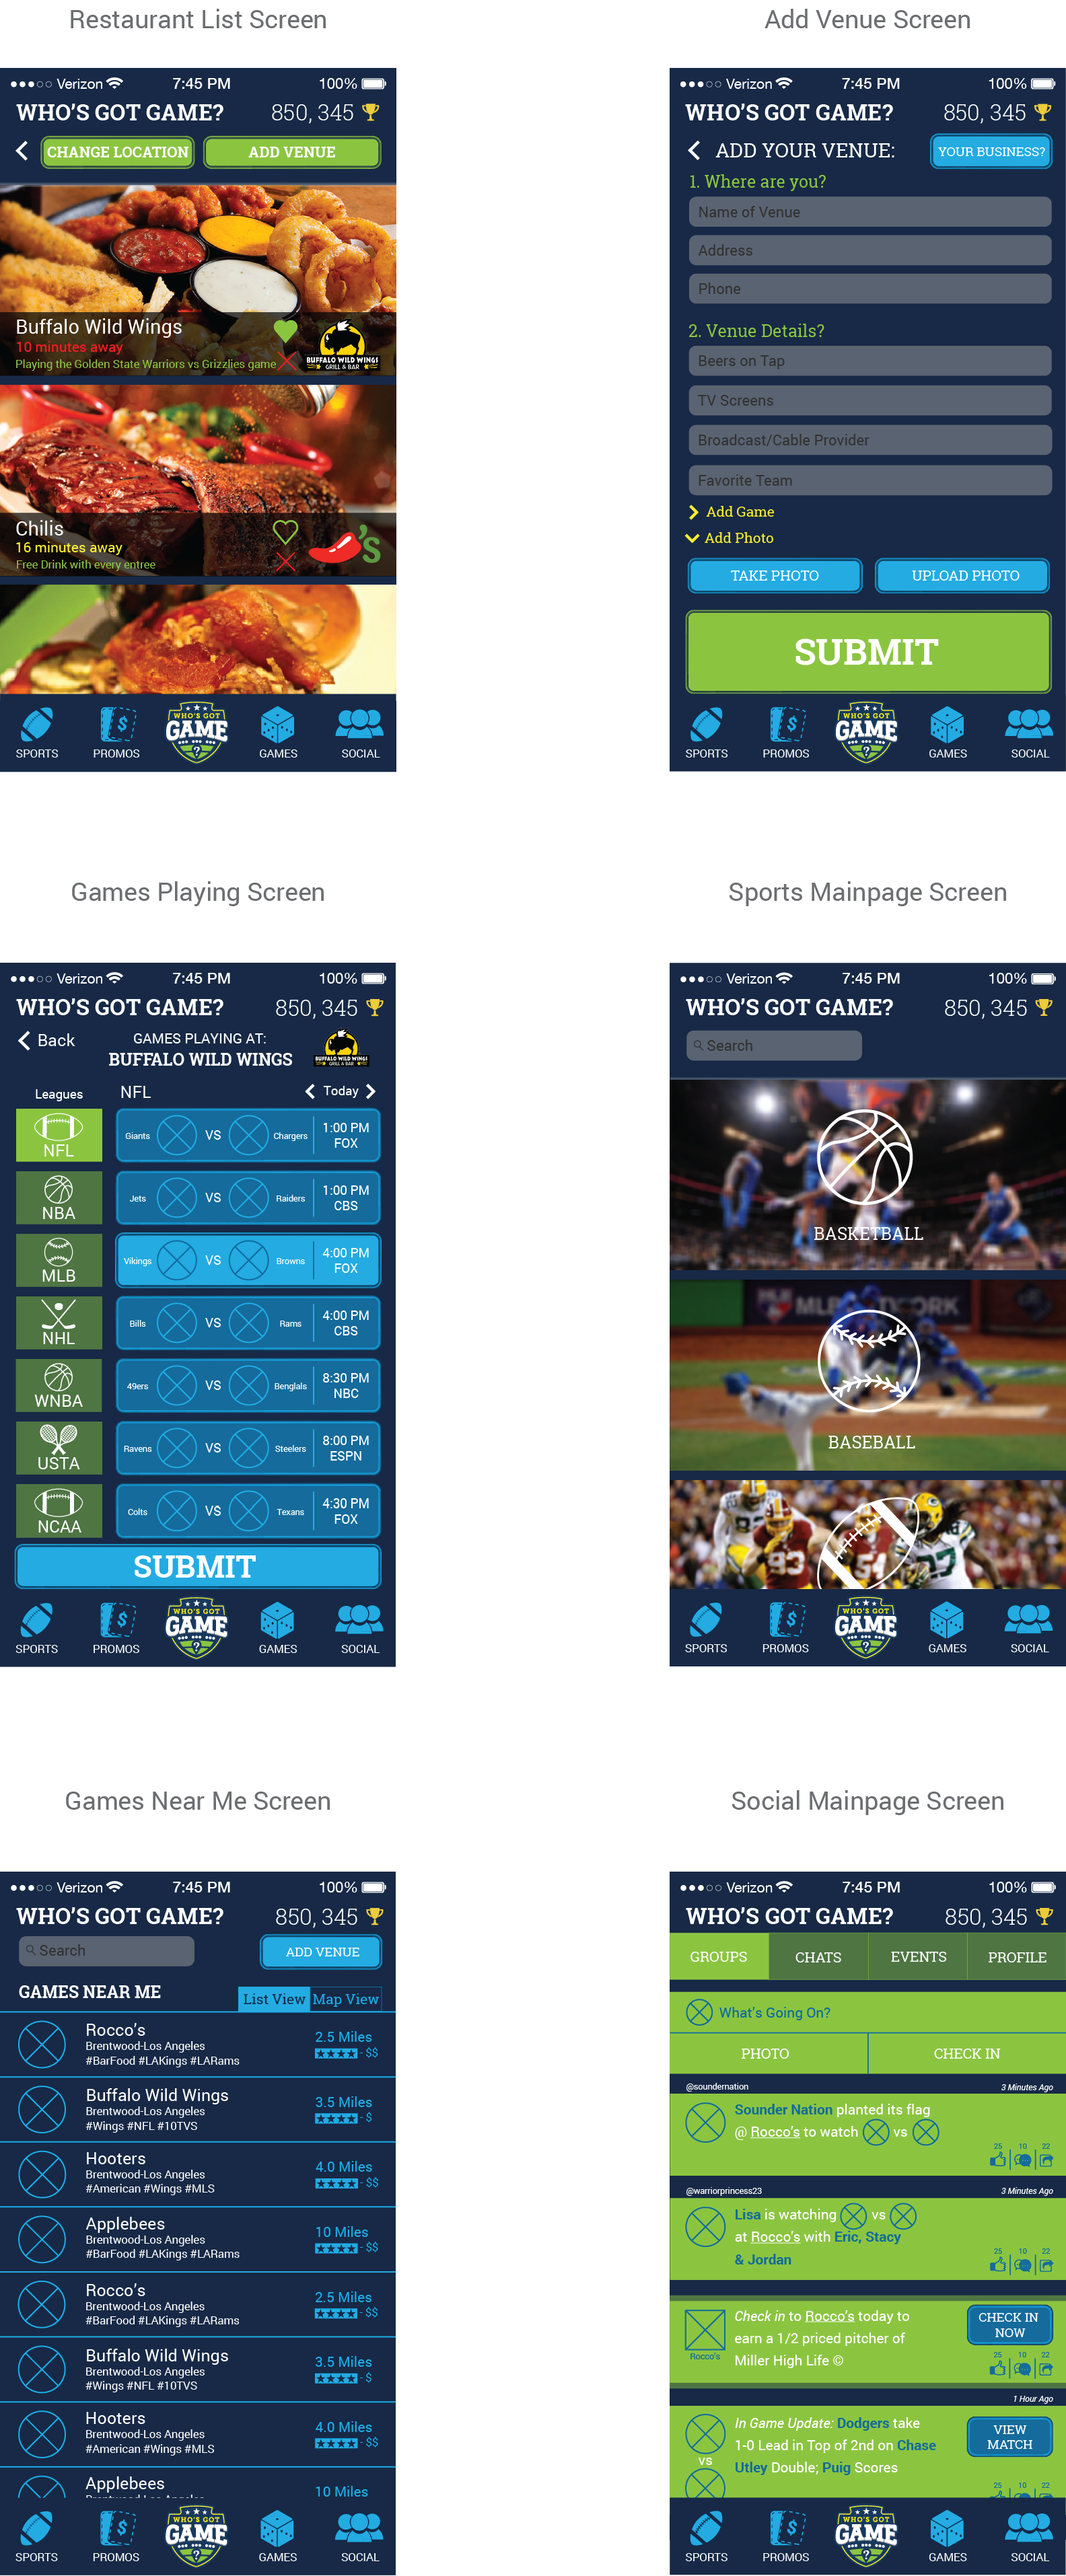 Restaurant List Screen
Verizon 7:45 PM 100%
WHO'S GOT GAME? 850, 345
CHANGE LOCATION ADD VENUE
Buffalo Wild Wings
10 minutes away
Playing the Golden State Warriors vs Grizzlies game
BUFFALO WILD WINGS
GRILL & BAR
Chilis
16 minutes away
Free Drink with every entree
's
WHO'S GOT
GAME
?
SPORTS PROMOS GAMES SOCIAL
Add Venue Screen
Verizon 7:45 PM 100%
WHO'S GOT GAME? 850, 345
ADD YOUR VENUE: YOUR BUSINESS?
1. Where are you?
Name of Venue
Address
Phone
2. Venue Details?
Beers on Tap
TV Screens
Broadcast/Cable Provider
Favorite Team
Add Game
Add Photo
TAKE PHOTO UPLOAD PHOTO
SUBMIT
WHO'S GOT
GAME
?
SPORTS PROMOS GAMES SOCIAL
Games Playing Screen
Verizon 7:45 PM 100%
WHO'S GOT GAME? 850, 345
Back GAMES PLAYING AT:
BUFFALO WILD WINGS
BUFFALO WILD WINGS
GRILL & BAR
Leagues NFL Today
NFL Giants VS Chargers 1:00 PM FOX
NBA Jets VS Raiders 1:00 PM CBS
MLB Vikings VS Browns 4:00 PM FOX
NHL Bills VS Rams 4:00 PM CBS
WNBA 49ers VS Benglals 8:30 PM NBC
USTA Ravens VS Steelers 8:00 PM ESPN
NCAA Colts VS Texans 4:30 PM FOX
SUBMIT
WHO'S GOT
GAME
?
SPORTS PROMOS GAMES SOCIAL
Sports Mainpage Screen
Verizon 7:45 PM 100%
WHO'S GOT GAME? 850, 345
Search
BASKETBALL
BASEBALL
WHO'S GOT
GAME
?
SPORTS PROMOS GAMES SOCIAL
Games Near Me Screen
Verizon 7:45 PM 100%
WHO'S GOT GAME? 850, 345
Search ADD VENUE
GAMES NEAR ME List View Map View
Rocco's 2.5 Miles
Brentwood-Los Angeles - $$
#BarFood #LAKings #LARams
Buffalo Wild Wings 3.5 Miles
Brentwood-Los Angeles - $
#Wings #NFL #10TVS
Hooters 4.0 Miles
Brentwood-Los Angeles - $$
#American #Wings #MLS
Applebees 10 Miles
Brentwood-Los Angeles - $$
#BarFood #LAKings #LARams
Rocco's 2.5 Miles
Brentwood-Los Angeles - $$
#BarFood #LAKings #LARams
Buffalo Wild Wings 3.5 Miles
Brentwood-Los Angeles - $
#Wings #NFL #10TVS
Hooters 4.0 Miles
Brentwood-Los Angeles - $$
#American #Wings #MLS
Applebees 10 Miles
WHO'S GOT
GAME
?
SPORTS PROMOS GAMES SOCIAL
Social Mainpage Screen
Verizon 7:45 PM 100%
WHO'S GOT GAME? 850, 345
GROUPS CHATS EVENTS PROFILE
What's Going On?
PHOTO CHECK IN
@soundernation 3 Minutes Ago
Sounder Nation planted its flag
@ Rocco's to watch vs
25 10 22
@warriorprincess23 3 Minutes Ago
Lisa is watching vs
at Rocco's with Eric, Stacy
& Jordan
25 10 22
Check in to Rocco's today to
earn a 1/2 priced pitcher of
Miller High Life ©
Rocco's
CHECK IN
NOW
25 10 22
1 Hour Ago
In Game Update: Dodgers take
1-0 Lead in Top of 2nd on Chase
Utley Double; Puig Scores
vs
VIEW
MATCH
25 10 22
WHO'S GOT
GAME
?
SPORTS PROMOS GAMES SOCIAL